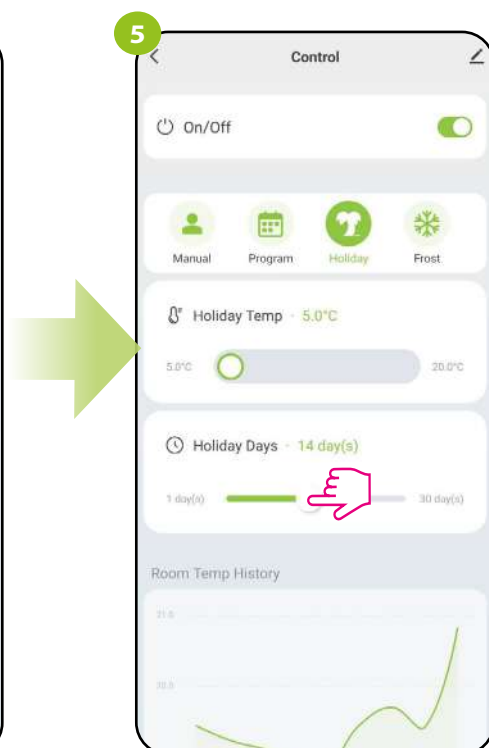 5
Control
On/Off
Manual Program Holiday Frost
Holiday Temp · 5.0°C
5.0°C 20.0°C
Holiday Days · 14 day(s)
1 day(s) 30 day(s)
Room Temp History